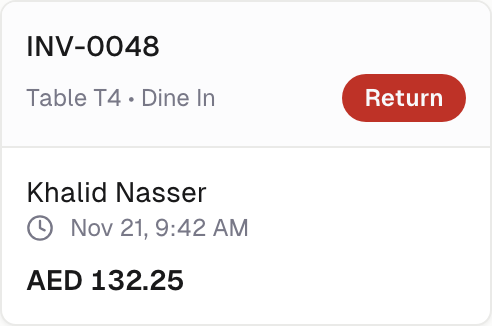 INV-0048
Table T4 • Dine In
Return
Khalid Nasser
Nov 21, 9:42 AM
AED 132.25